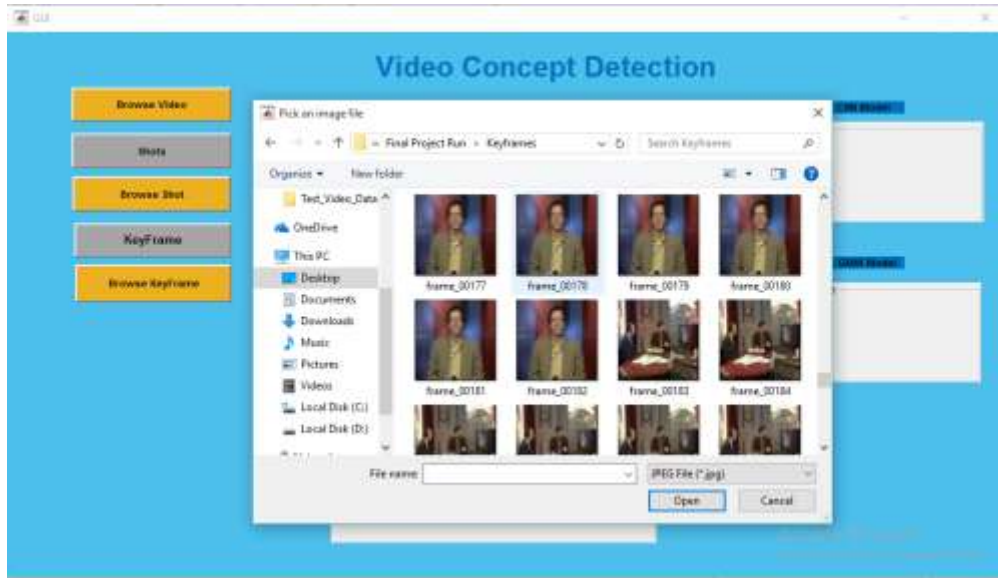 GUI
Video Concept Detection
Browse Video
Shots
Browse Shot
KeyFrame
Browse KeyFrame
Pick an image file
Final Project Run
Keyframes
Search Keyframes
Organize
New folder
Test_Video_Data
OneDrive
This PC
Desktop
Documents
Downloads
Music
Pictures
Videos
Local Disk (C:)
Local Disk (D:)
frame_00177
frame_00178
frame_00179
frame_00180
frame_00181
frame_00182
frame_00183
frame_00184
File name:
JPEG File (*.jpg)
Open
Cancel
Model
Model